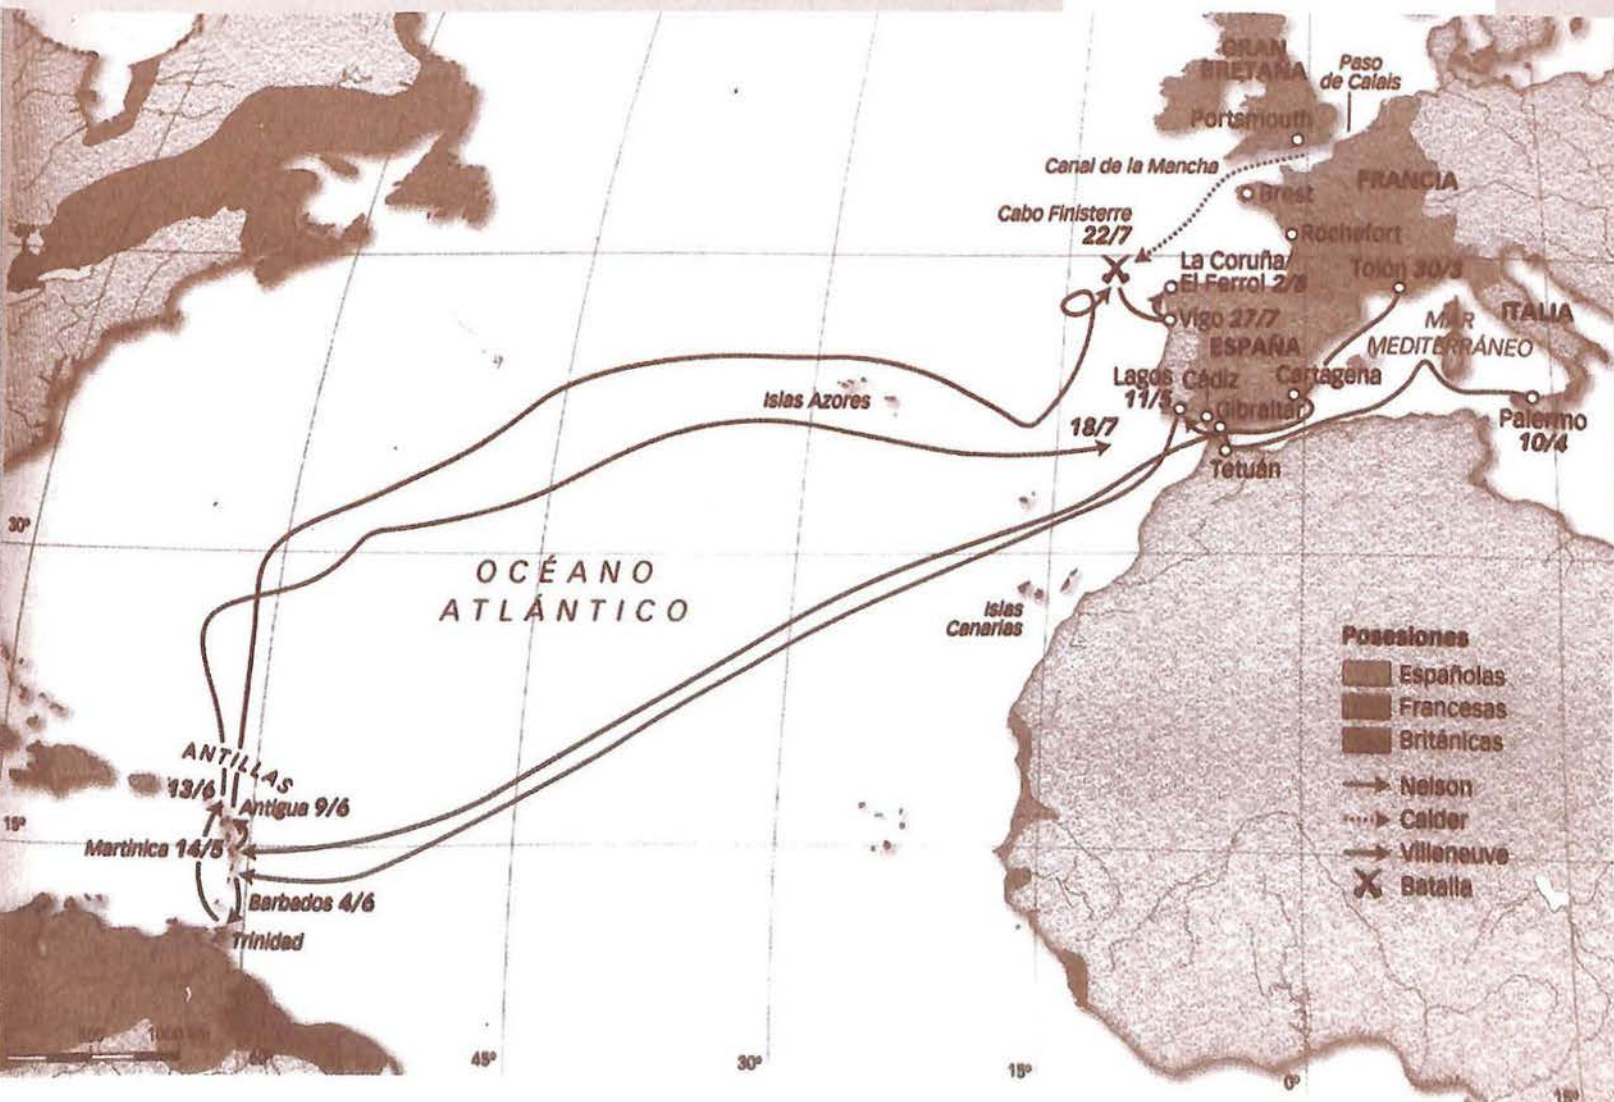 GRAN
BRETAÑA
Paso
de Calais
Portsmouth
Canal de la Mancha
Brest
FRANCIA
Cabo Finisterre
22/7
Rochefort
La Coruña/
El Ferrol 2/8
Tolón 30/3
Vigo 27/7
ITALIA
MAR
MEDITERRÁNEO
ESPAÑA
Lagos
11/5
Cádiz
Cartagena
Gibraltar
Islas Azores
18/7
Palermo
10/4
Tetuán
30°
OCÉANO
ATLÁNTICO
Islas
Canarias
Posesiones
Españolas
Francesas
Británicas
Nelson
Calder
Villeneuve
Batalla
ANTILLAS
13/6
Antigua 9/6
15°
Martinica 14/5
Barbados 4/6
Trinidad
45°
30°
15°
0°
15°